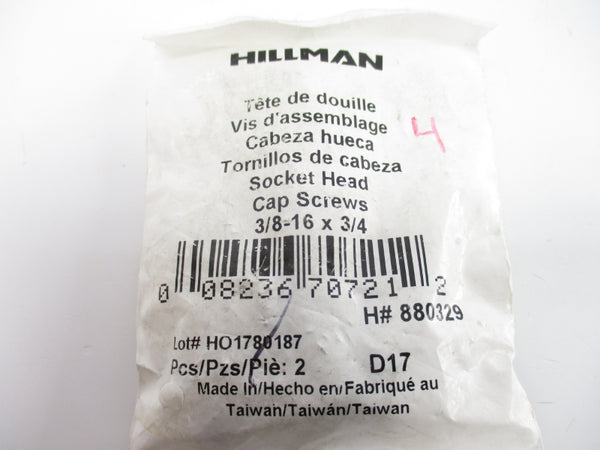 HILLMAN
Tête de douille
Vis d'assemblage
Cabeza hueca
Tornillos de cabeza
Socket Head
Cap Screws
3/8-16 x 3/4
4
0 08236 70721 2
H# 880329
Lot# HO1780187
Pcs/Pzs/Piè: 2 D17
Made In/Hecho en/Fabriqué au
Taiwan/Taiwán/Taiwan